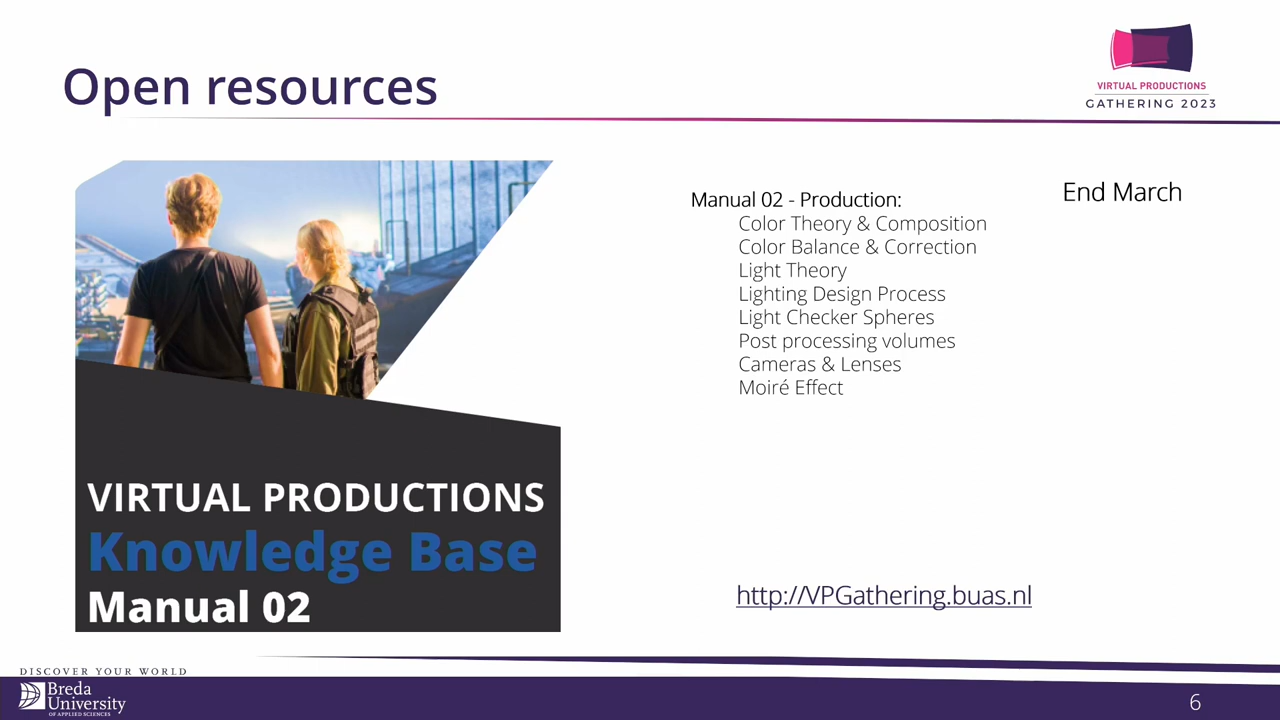 Open resources
VIRTUAL PRODUCTIONS
GATHERING 2023
Manual 02 - Production:
Color Theory & Composition
Color Balance & Correction
Light Theory
Lighting Design Process
Light Checker Spheres
Post processing volumes
Cameras & Lenses
Moiré Effect
End March
VIRTUAL PRODUCTIONS
Knowledge Base
Manual 02
http://VPGathering.buas.nl
DISCOVER YOUR WORLD
Breda
University
OF APPLIED SCIENCES
6